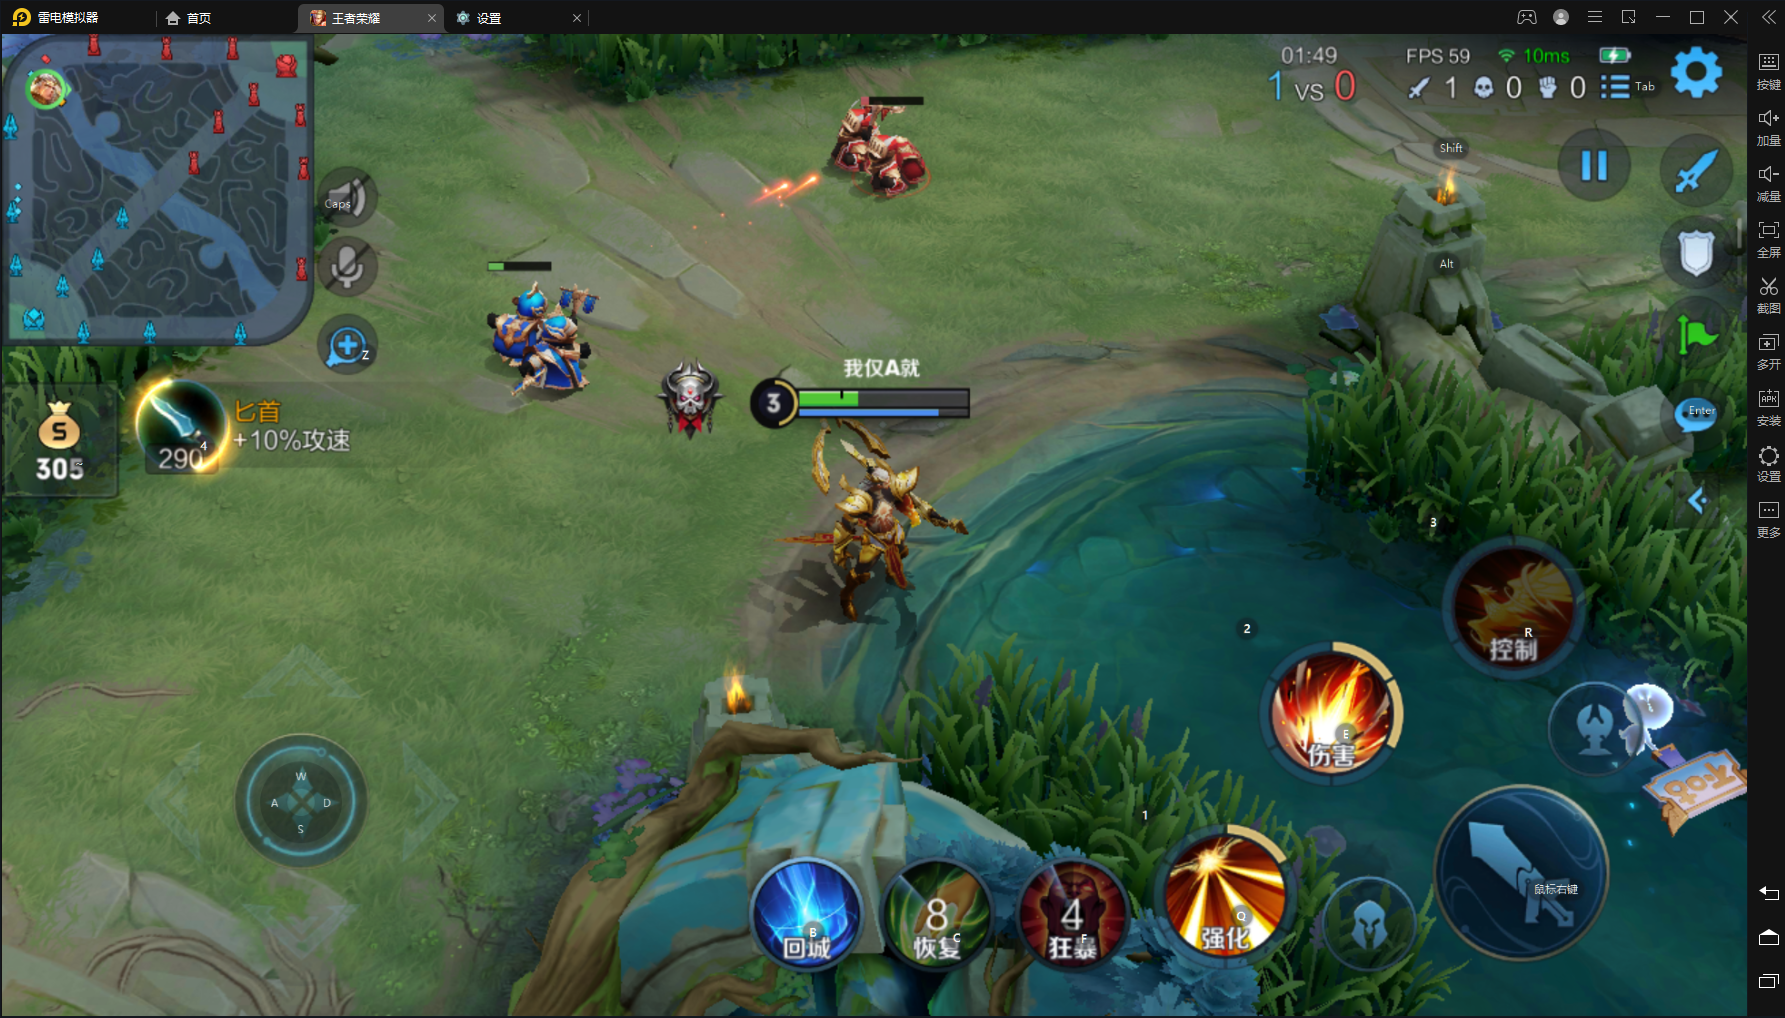 雷电模拟器
首页
王者荣耀
设置
01:49
FPS 59
10ms
1 VS 0
1
0
0
Tab
按键
加量
减量
全屏
截图
多开
APK
安装
设置
更多
Shift
Alt
Caps
Z
S
305
匕首
+10%攻速
290
4
我仅A就
3
Enter
3
2
1
W
A
D
S
R
控制
E
伤害
Q
强化
鼠标右键
B
回城
8
C
恢复
4
F
狂暴